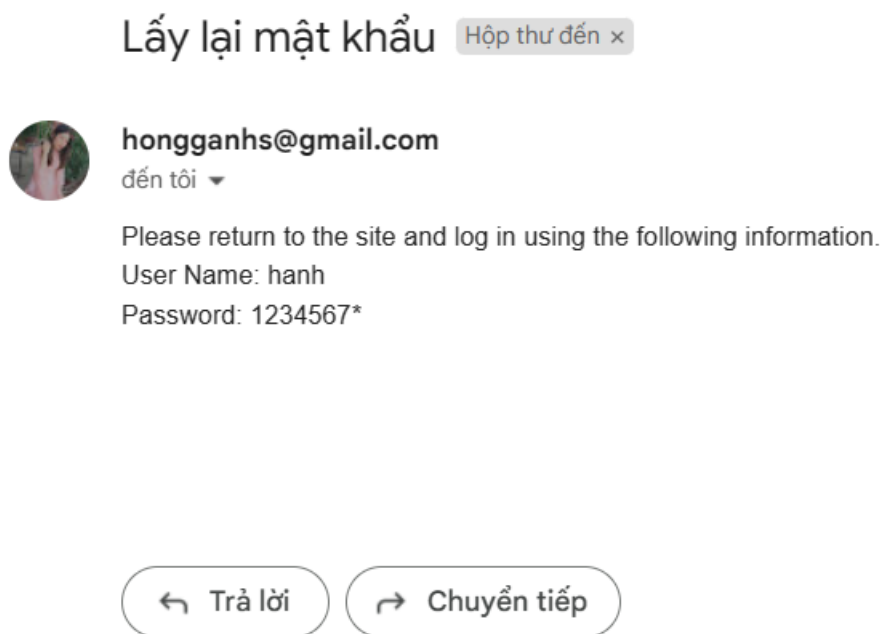 Lấy lại mật khẩu Hộp thư đến ×
hongganhs@gmail.com
đến tôi
Please return to the site and log in using the following information.
User Name: hanh
Password: 1234567*
Trả lời Chuyển tiếp